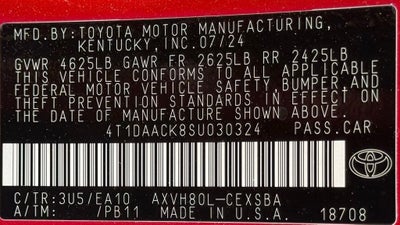 MFD.BY:TOYOTA MOTOR MANUFACTURING,
KENTUCKY,INC.07/24
GVWR 4625LB GAWR FR 2625LB RR 2425LB
THIS VEHICLE CONFORMS TO ALL APPLICABLE
FEDERAL MOTOR VEHICLE SAFETY,BUMPER,AND
THEFT PREVENTION STANDARDS IN EFFECT ON
THE DATE OF MANUFACTURE SHOWN ABOVE.
4T1DAACK8SU030324 PASS.CAR
C/TR:3U5/EA10 AXVH80L-CEXSBA
A/TM: /PB11 MADE IN U.S.A. 18708